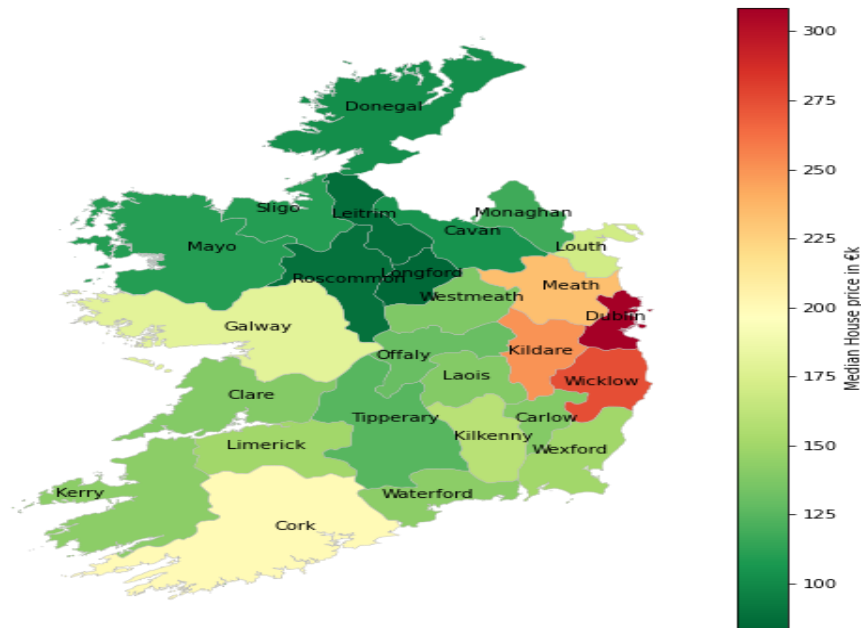 Donegal
Sligo
Leitrim
Monaghan
Cavan
Mayo
Louth
Roscommon
Longford
Meath
Westmeath
Dublin
Galway
Offaly
Kildare
Laois
Wicklow
Clare
Tipperary
Carlow
Kilkenny
Limerick
Wexford
Kerry
Waterford
Cork
300
275
250
225
200
175
150
125
100
Median House price in €k